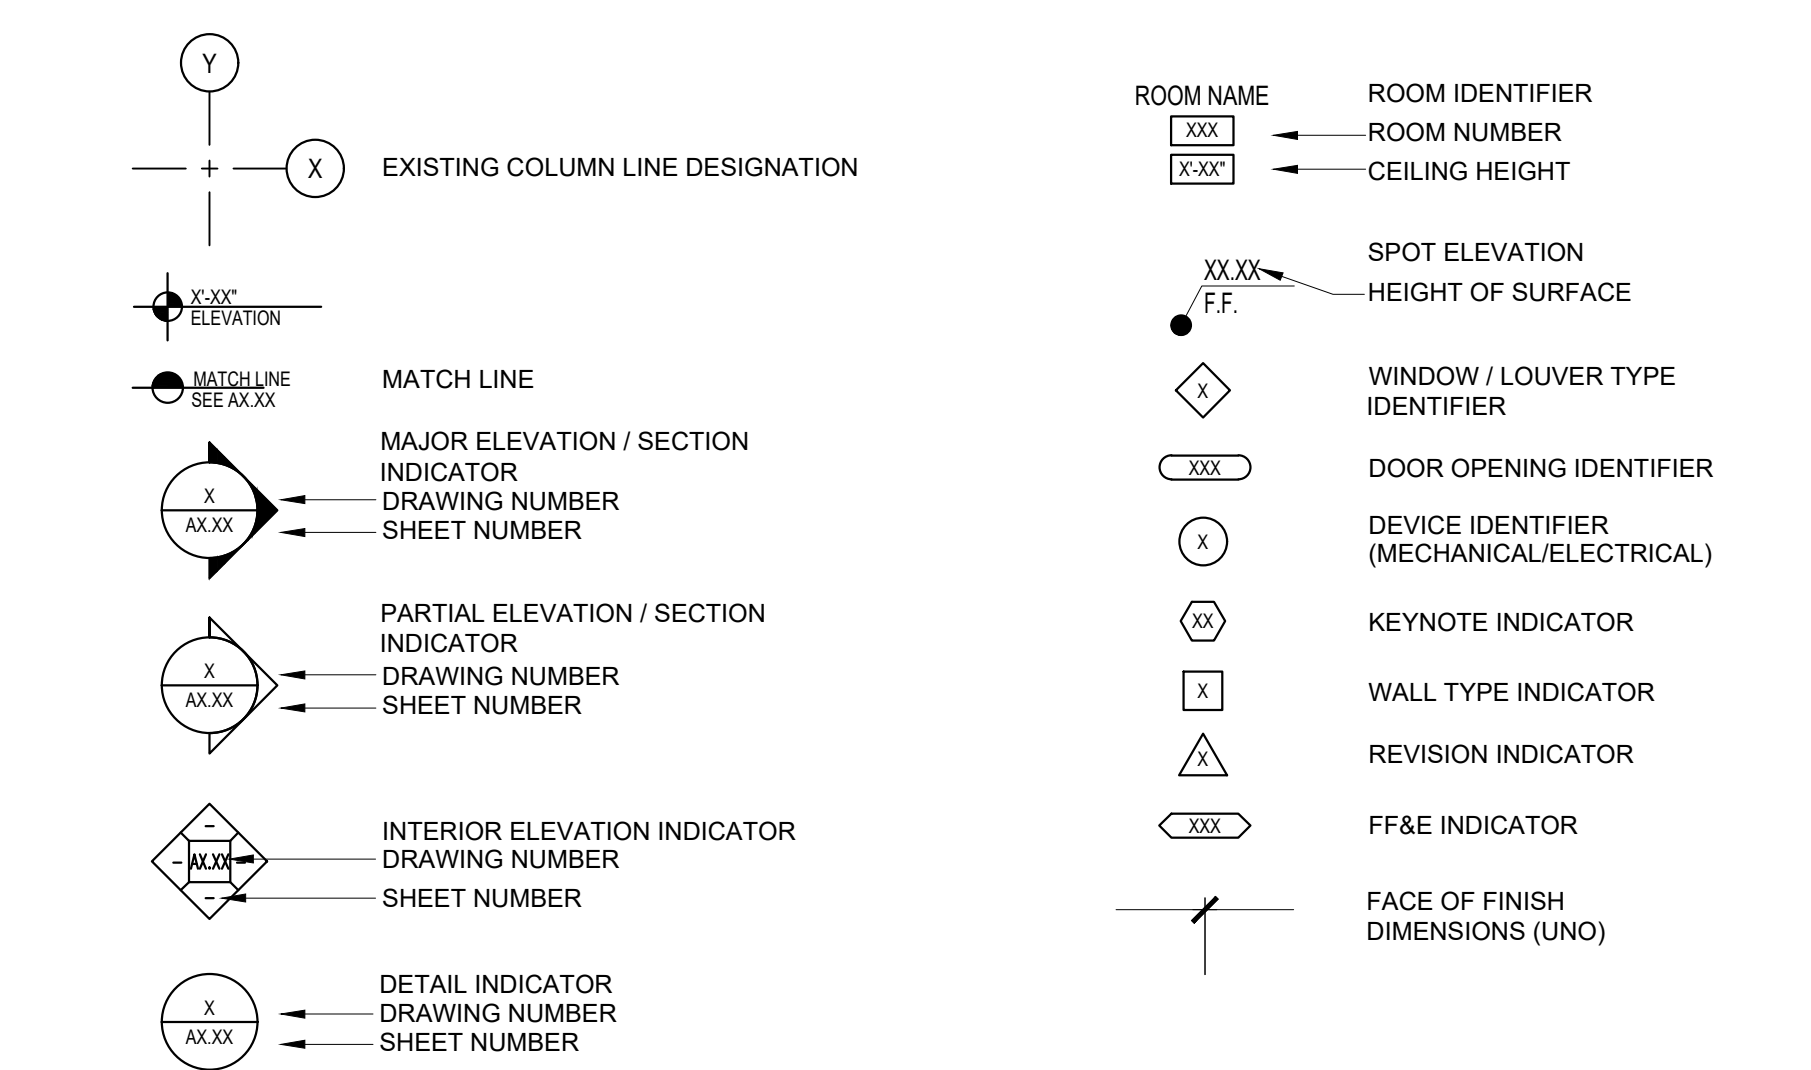 Y
X
EXISTING COLUMN LINE DESIGNATION
X'-XX"
ELEVATION
MATCH LINE
SEE AX.XX
MATCH LINE
MAJOR ELEVATION / SECTION
INDICATOR
X
DRAWING NUMBER
AX.XX
SHEET NUMBER
PARTIAL ELEVATION / SECTION
INDICATOR
X
DRAWING NUMBER
AX.XX
SHEET NUMBER
INTERIOR ELEVATION INDICATOR
-
- AX.XX -
DRAWING NUMBER
-
SHEET NUMBER
DETAIL INDICATOR
X
DRAWING NUMBER
AX.XX
SHEET NUMBER
ROOM NAME
ROOM IDENTIFIER
XXX
ROOM NUMBER
X'-XX"
CEILING HEIGHT
SPOT ELEVATION
XX.XX
HEIGHT OF SURFACE
F.F.
X
WINDOW / LOUVER TYPE
IDENTIFIER
XXX
DOOR OPENING IDENTIFIER
X
DEVICE IDENTIFIER
(MECHANICAL/ELECTRICAL)
XX
KEYNOTE INDICATOR
X
WALL TYPE INDICATOR
X
REVISION INDICATOR
XXX
FF&E INDICATOR
FACE OF FINISH
DIMENSIONS (UNO)